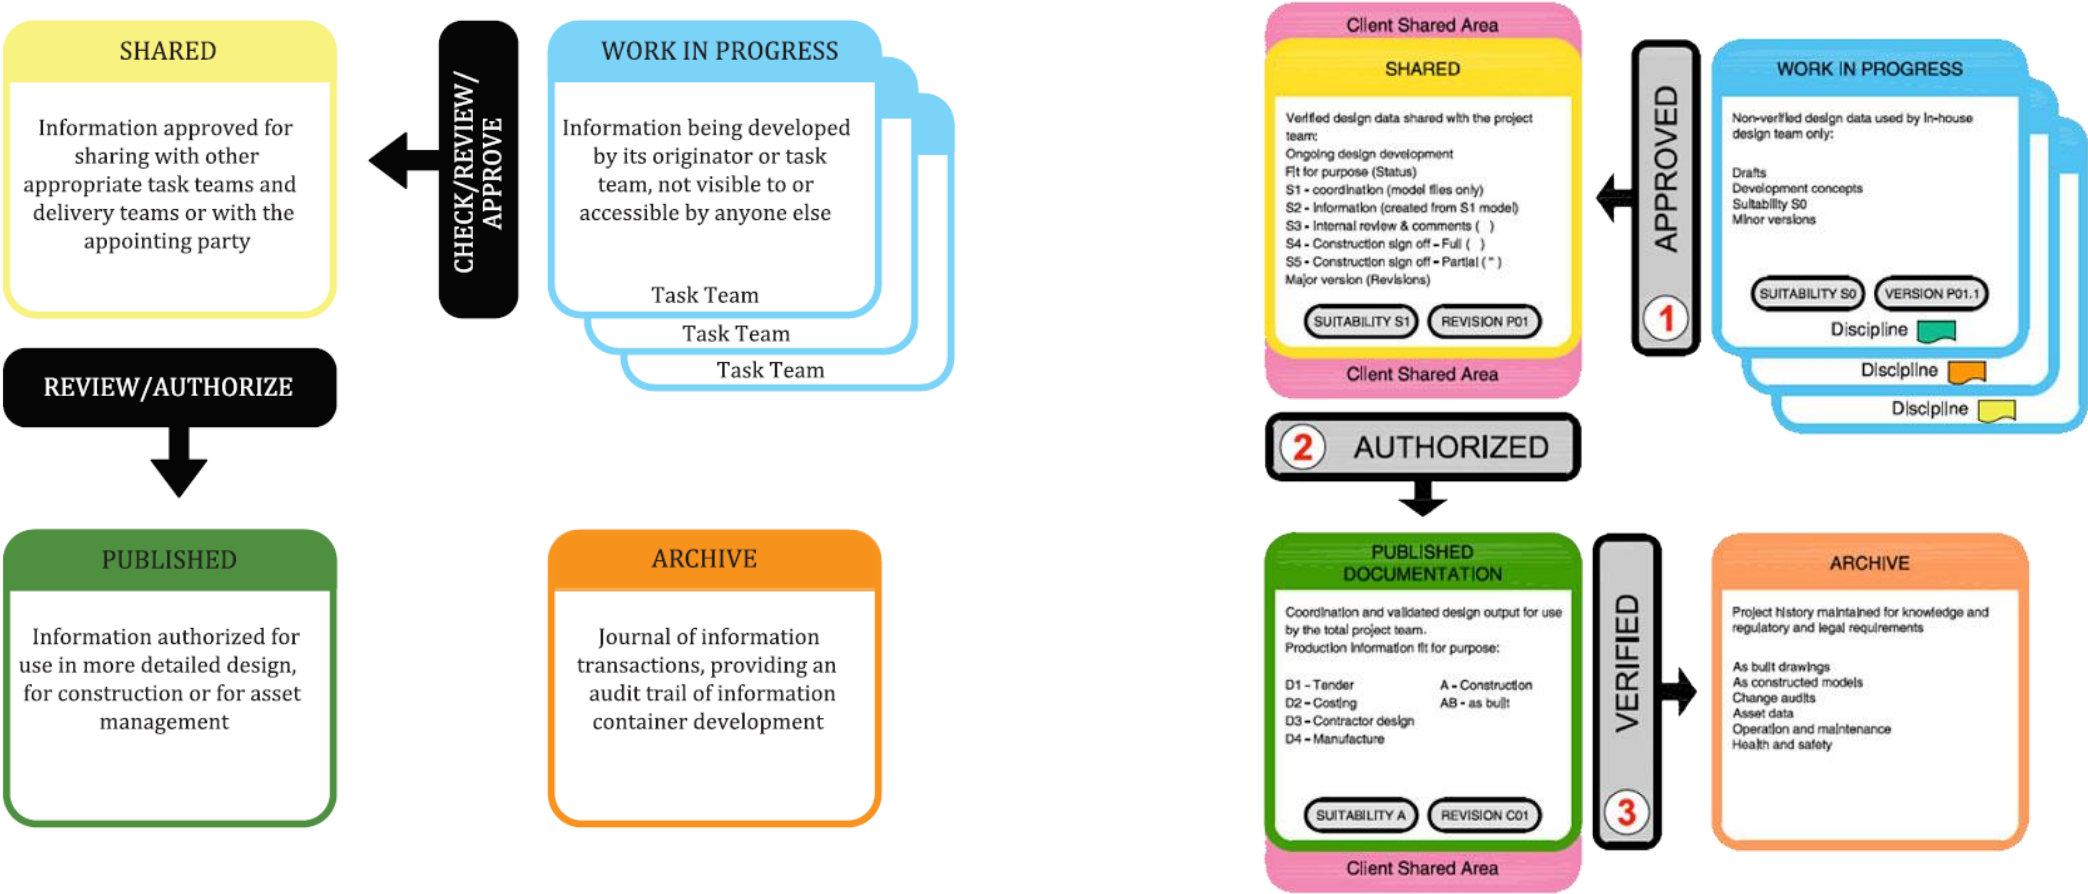 SHARED
Information approved for
sharing with other
appropriate task teams and
delivery teams or with the
appointing party
CHECK/REVIEW/
APPROVE
WORK IN PROGRESS
Information being developed
by its originator or task
team, not visible to or
accessible by anyone else
Task Team
Task Team
Task Team
REVIEW/AUTHORIZE
PUBLISHED
Information authorized for
use in more detailed design,
for construction or for asset
management
ARCHIVE
Journal of information
transactions, providing an
audit trail of information
container development
Client Shared Area
SHARED
Verified design data shared with the project
team:
Ongoing design development
Fit for purpose (Status)
S1 - coordination (model files only)
S2 - Information (created from S1 model)
S3 - Internal review & comments ( )
S4 - Construction sign off - Full ( )
S5 - Construction sign off - Partial ( * )
Major version (Revisions)
SUITABILITY S1
REVISION P01
Client Shared Area
APPROVED
1
WORK IN PROGRESS
Non-verified design data used by in-house
design team only:
Drafts
Development concepts
Suitability S0
Minor versions
SUITABILITY S0
VERSION P01.1
Discipline
Discipline
Discipline
2 AUTHORIZED
PUBLISHED
DOCUMENTATION
Coordination and validated design output for use
by the total project team.
Production information fit for purpose:
D1 - Tender
D2 - Costing
D3 - Contractor design
D4 - Manufacture
A - Construction
AB - as built
SUITABILITY A
REVISION C01
Client Shared Area
VERIFIED
3
ARCHIVE
Project history maintained for knowledge and
regulatory and legal requirements
As built drawings
As constructed models
Change audits
Asset data
Operation and maintenance
Health and safety